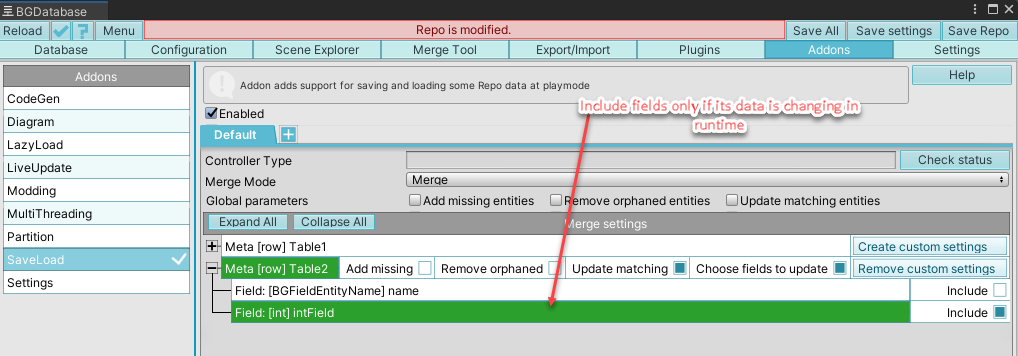 BGDatabase
Reload
?
Menu
Repo is modified.
Save All
Save settings
Save Repo
Database
Configuration
Scene Explorer
Merge Tool
Export/Import
Plugins
Addons
Settings
Addons
CodeGen
Diagram
LazyLoad
LiveUpdate
Modding
MultiThreading
Partition
SaveLoad
Settings
Addon adds support for saving and loading some Repo data at playmode
Help
Include fields only if its data is changing in
runtime
Enabled
Default
+
Controller Type
Check status
Merge Mode
Merge
Global parameters
Add missing entities
Remove orphaned entities
Update matching entities
Expand All
Collapse All
Merge settings
Meta [row] Table1
Create custom settings
Meta [row] Table2
Add missing
Remove orphaned
Update matching
Choose fields to update
Remove custom settings
Field: [BGFieldEntityName] name
Include
Field: [int] intField
Include